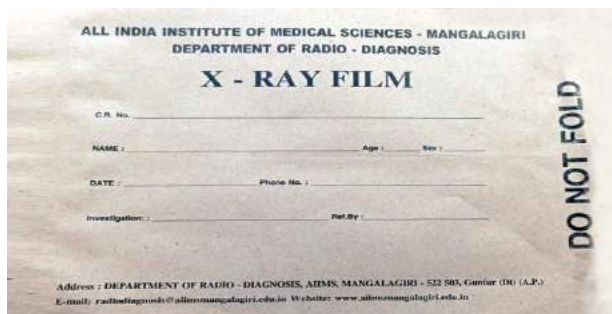 ALL INDIA INSTITUTE OF MEDICAL SCIENCES - MANGALAGIRI
DEPARTMENT OF RADIO - DIAGNOSIS
X - RAY FILM
C.R. No.
NAME : Age : Sex :
DATE : Phone No. :
Investigation: : Ref.By :
DO NOT FOLD
Address : DEPARTMENT OF RADIO - DIAGNOSIS, AIIMS, MANGALAGIRI - 522 503, Guntur (Dt) (A.P.)
E-mail: radiodiagnosis@aiimsmangalagiri.edu.in Website: www.aiimsmangalagiri.edu.in